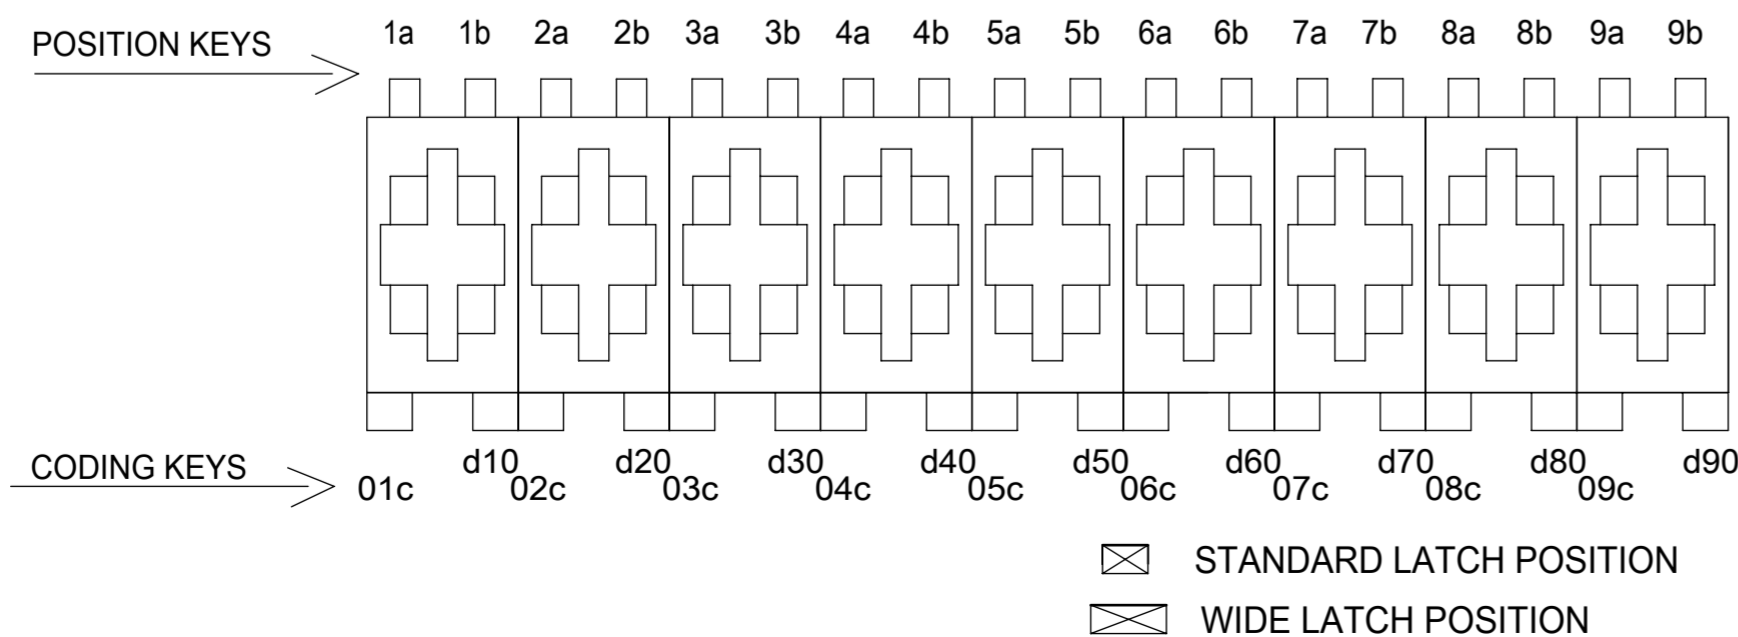 1a 1b 2a 2b 3a 3b 4a 4b 5a 5b 6a 6b 7a 7b 8a 8b 9a 9b
POSITION KEYS
CODING KEYS
d10 d20 d30 d40 d50 d60 d70 d80 d90
01c 02c 03c 04c 05c 06c 07c 08c 09c
STANDARD LATCH POSITION
WIDE LATCH POSITION